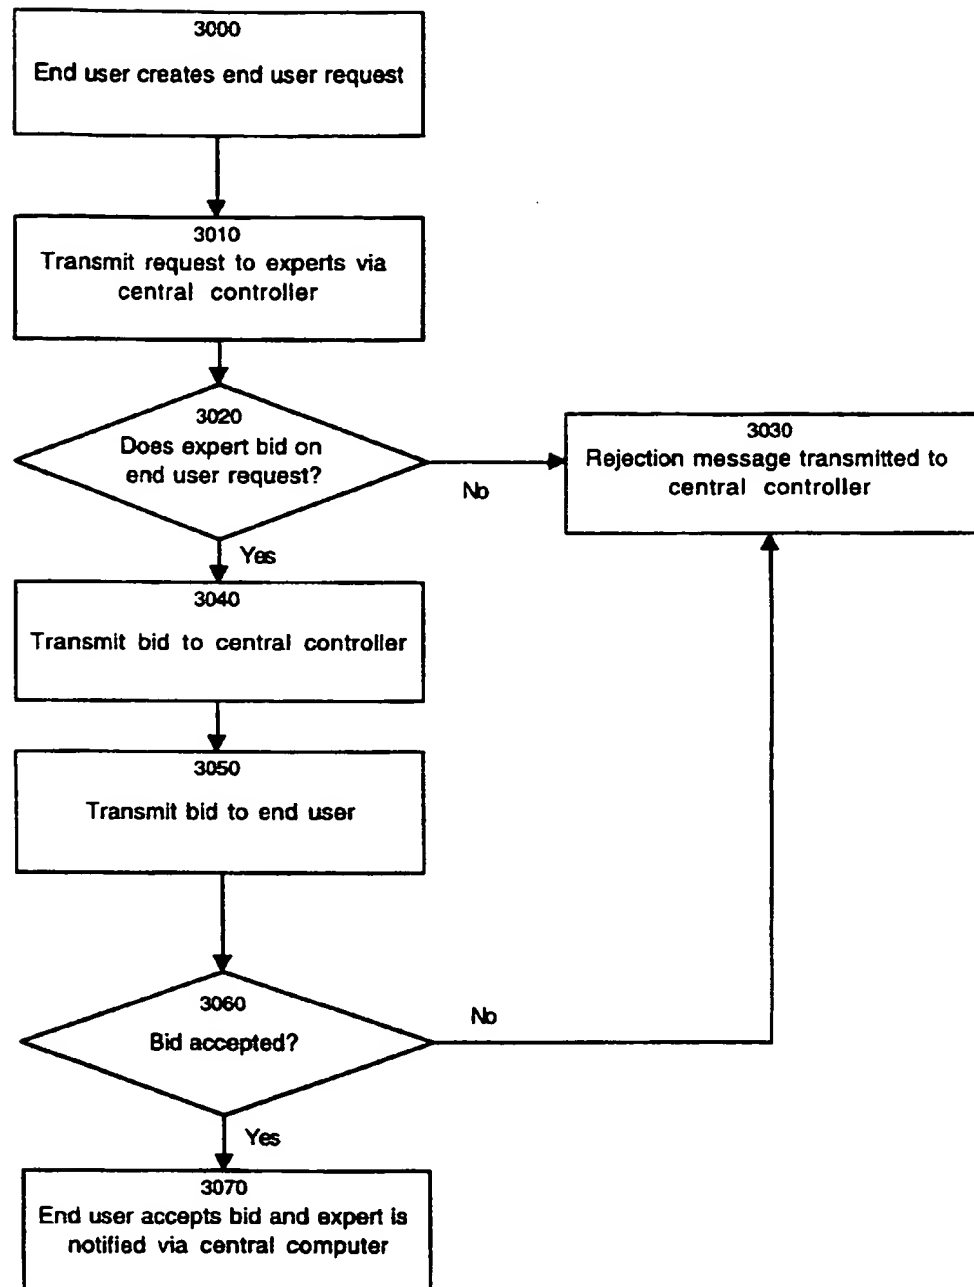 3000
End user creates end user request
3010
Transmit request to experts via
central controller
3020
Does expert bid on
end user request?
No
3030
Rejection message transmitted to
central controller
Yes
3040
Transmit bid to central controller
3050
Transmit bid to end user
3060
Bid accepted?
No
Yes
3070
End user accepts bid and expert is
notified via central computer